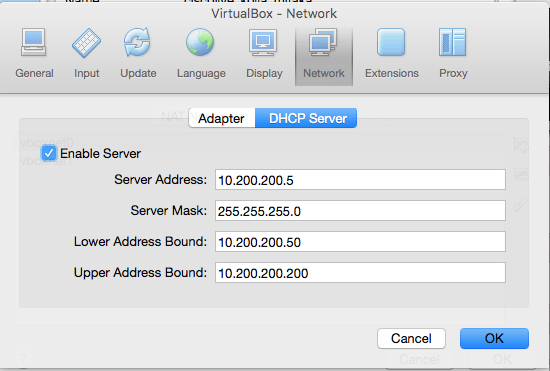 VirtualBox - Network
General Input Update Language Display Network Extensions Proxy
Adapter DHCP Server
Enable Server
Server Address: 10.200.200.5
Server Mask: 255.255.255.0
Lower Address Bound: 10.200.200.50
Upper Address Bound: 10.200.200.200
Cancel OK
Cancel OK